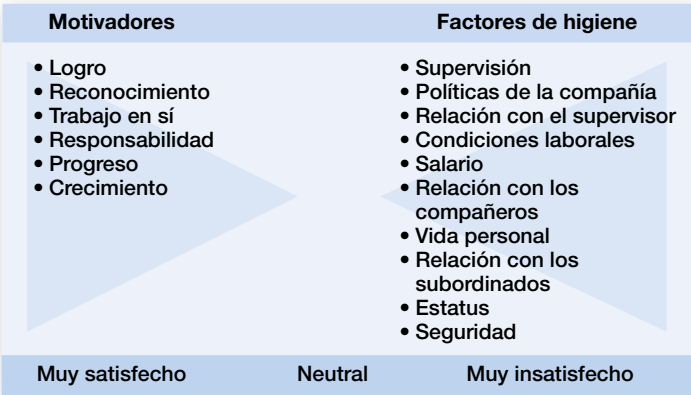 Motivadores
Factores de higiene
• Logro
• Reconocimiento
• Trabajo en sí
• Responsabilidad
• Progreso
• Crecimiento
• Supervisión
• Políticas de la compañía
• Relación con el supervisor
• Condiciones laborales
• Salario
• Relación con los
compañeros
• Vida personal
• Relación con los
subordinados
• Estatus
• Seguridad
Muy satisfecho
Neutral
Muy insatisfecho